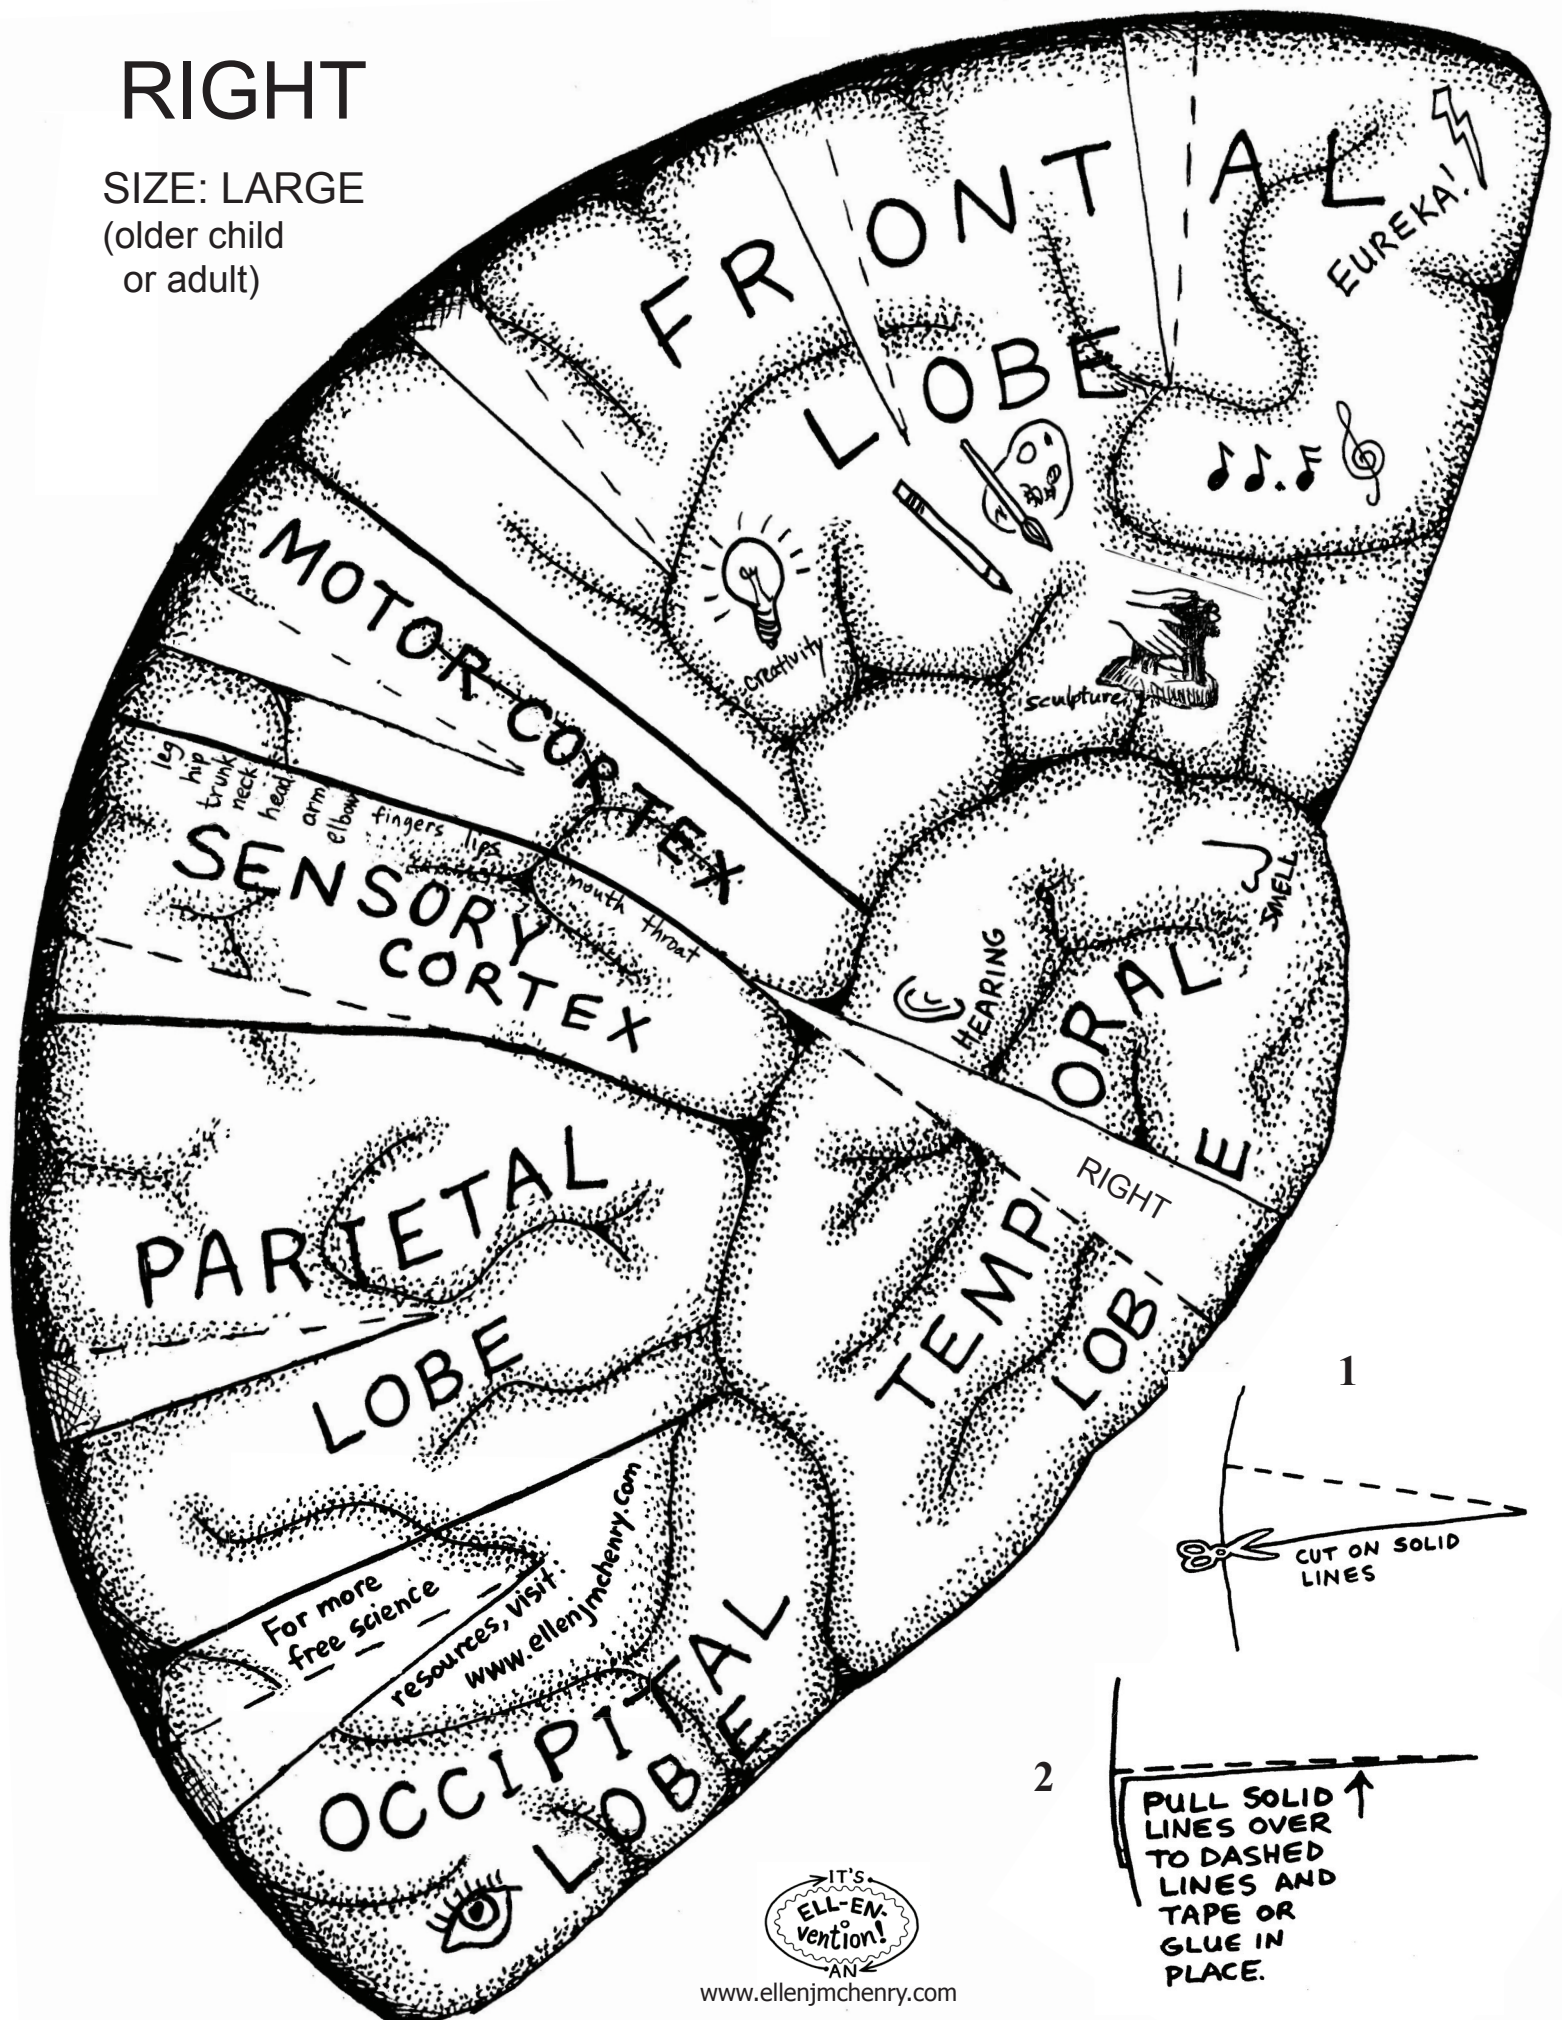 RIGHT
SIZE: LARGE
(older child
or adult)
FRONTAL
LOBE
EUREKA!
creativity
sculpture
MOTOR CORTEX
leg
hip
trunk
neck
head
arm
elbow
fingers
lips
mouth
throat
SENSORY
CORTEX
SMELL
HEARING
TEMPORAL
LOBE
RIGHT
PARIETAL
LOBE
For more
free science
resources, visit:
www.ellenjmchenry.com
OCCIPITAL
LOBE
1
CUT ON SOLID
LINES
2
PULL SOLID
LINES OVER
TO DASHED
LINES AND
TAPE OR
GLUE IN
PLACE.
IT'S
ELL-EN-
vention!
AN
www.ellenjmchenry.com